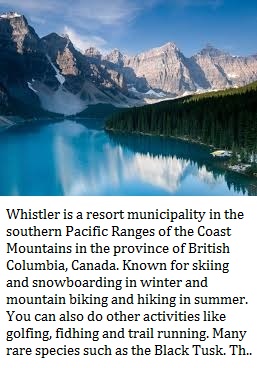 Whistler is a resort municipality in the
southern Pacific Ranges of the Coast
Mountains in the province of British
Columbia, Canada. Known for skiing
and snowboarding in winter and
mountain biking and hiking in summer.
You can also do other activities like
golfing, fidhing and trail running. Many
rare species such as the Black Tusk. Th..